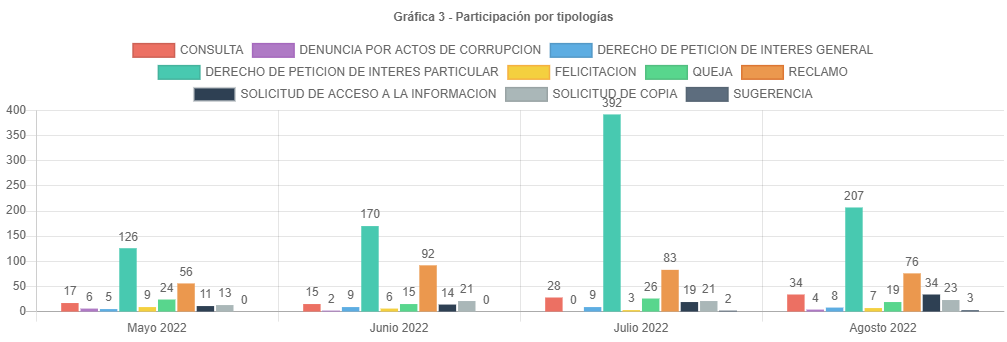 Gráfica 3 - Participación por tipologías
CONSULTA DENUNCIA POR ACTOS DE CORRUPCION DERECHO DE PETICION DE INTERES GENERAL
DERECHO DE PETICION DE INTERES PARTICULAR FELICITACION QUEJA RECLAMO
SOLICITUD DE ACCESO A LA INFORMACION SOLICITUD DE COPIA SUGERENCIA
400
350
300
250
200
150
100
50
0
17 6 5 126 9 24 56 11 13 0
15 2 9 170 6 15 92 14 21 0
28 0 9 392 3 26 83 19 21 2
34 4 8 207 7 19 76 34 23 3
Mayo 2022 Junio 2022 Julio 2022 Agosto 2022